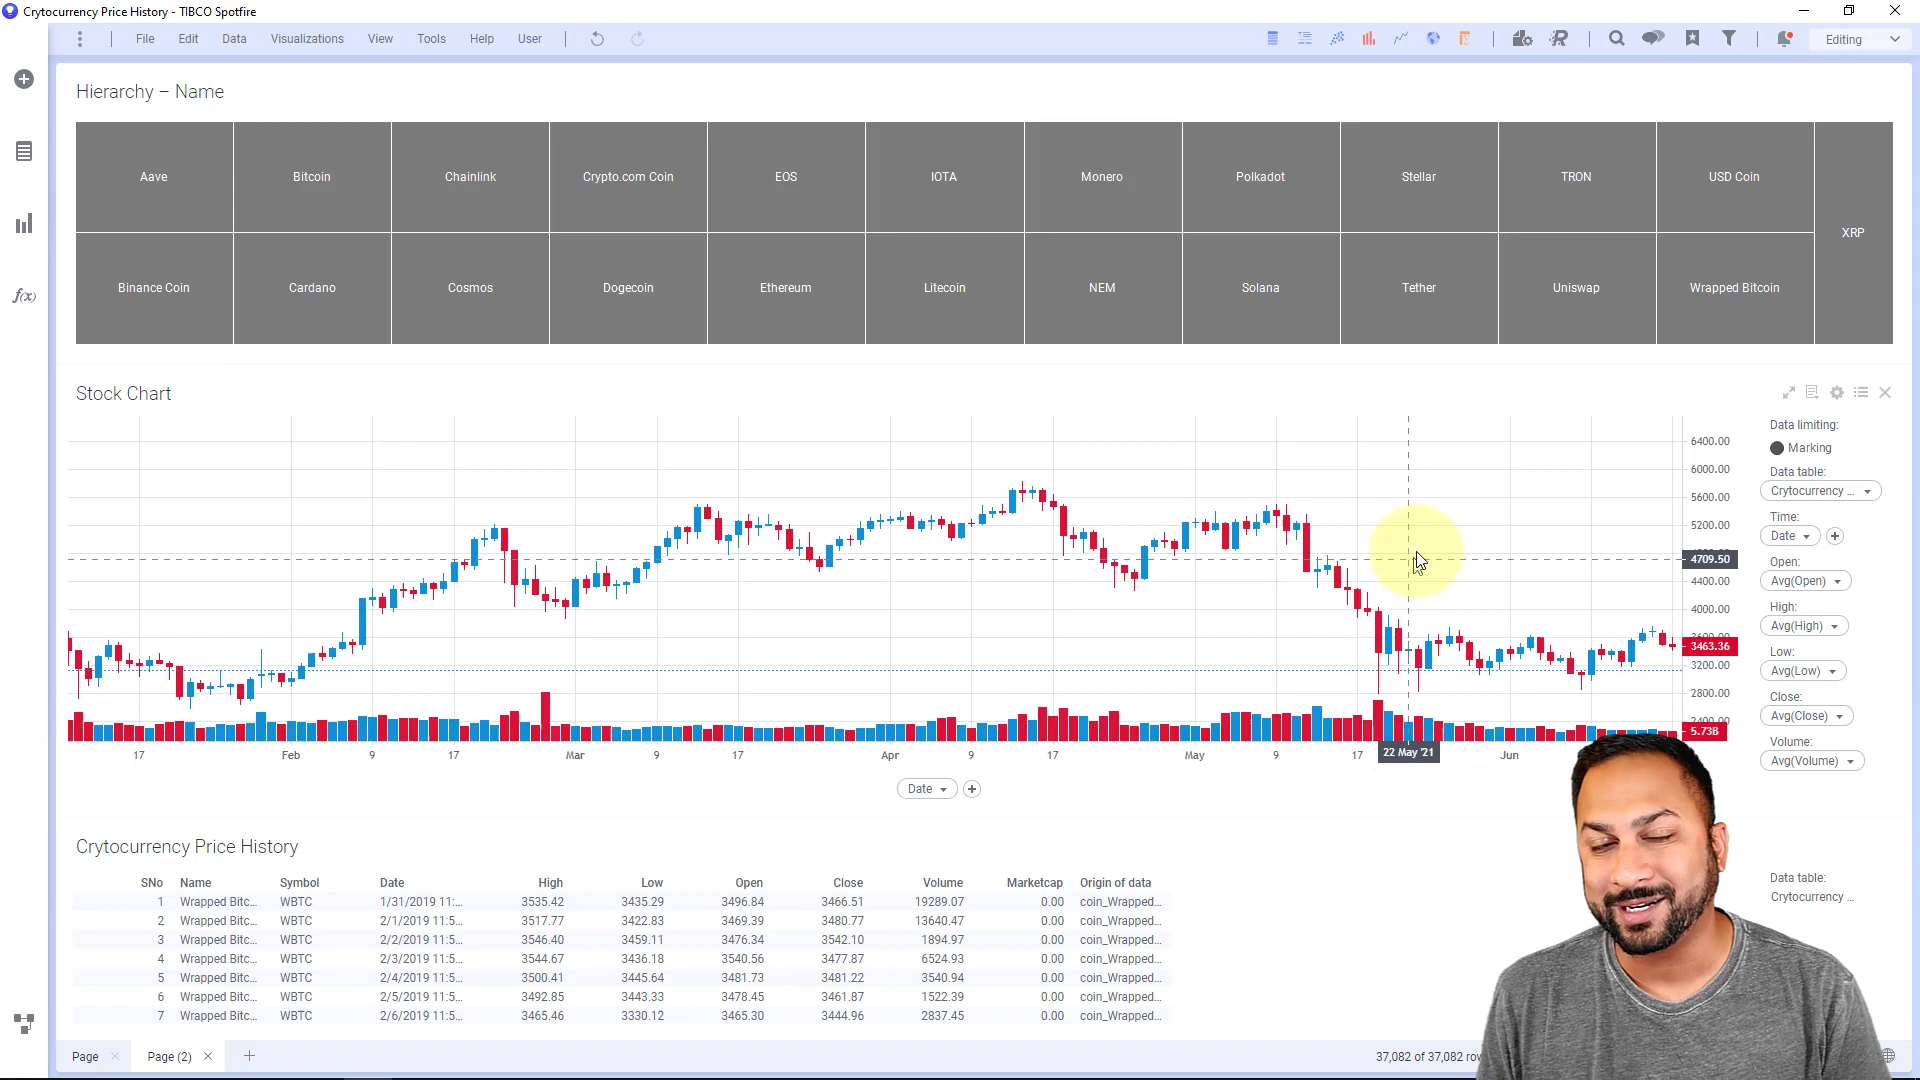 Crytocurrency Price History - TIBCO Spotfire
File Edit Data Visualizations View Tools Help User Editing
Hierarchy – Name
Aave Bitcoin Chainlink Crypto.com Coin EOS IOTA Monero Polkadot Stellar TRON USD Coin
XRP
Binance Coin Cardano Cosmos Dogecoin Ethereum Litecoin NEM Solana Tether Uniswap Wrapped Bitcoin
Stock Chart
Data limiting:
Marking
Data table:
Crytocurrency ...
Time:
Date
Open:
Avg(Open)
High:
Avg(High)
Low:
Avg(Low)
Close:
Avg(Close)
Volume:
Avg(Volume)
6400.00
6000.00
5600.00
5200.00
4709.50
4400.00
4000.00
3463.36
3200.00
2800.00
2400.00
5.73B
17 Feb 9 17 Mar 9 17 Apr 9 17 May 9 17 22 May '21 Jun
Date
Crytocurrency Price History
SNo Name Symbol Date High Low Open Close Volume Marketcap Origin of data
1 Wrapped Bitc... WBTC 1/31/2019 11:... 3535.42 3435.29 3496.84 3466.51 19289.07 0.00 coin_Wrapped...
2 Wrapped Bitc... WBTC 2/1/2019 11:5... 3517.77 3422.83 3469.39 3480.77 13640.47 0.00 coin_Wrapped...
3 Wrapped Bitc... WBTC 2/2/2019 11:5... 3546.40 3459.11 3476.34 3542.10 1894.97 0.00 coin_Wrapped...
4 Wrapped Bitc... WBTC 2/3/2019 11:5... 3544.67 3436.18 3540.56 3477.87 6524.93 0.00 coin_Wrapped...
5 Wrapped Bitc... WBTC 2/4/2019 11:5... 3500.41 3445.64 3481.73 3481.22 3540.94 0.00 coin_Wrapped...
6 Wrapped Bitc... WBTC 2/5/2019 11:5... 3492.85 3443.33 3478.45 3461.87 1522.39 0.00 coin_Wrapped...
7 Wrapped Bitc... WBTC 2/6/2019 11:5... 3465.46 3330.12 3465.30 3444.96 2837.45 0.00 coin_Wrapped...
Data table:
Crytocurrency ...
Page Page (2) 37,082 of 37,082